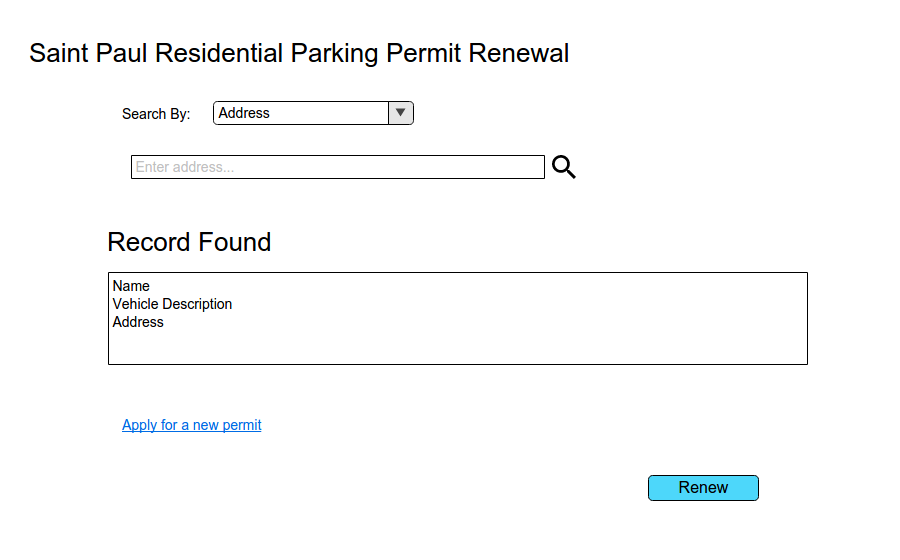 Saint Paul Residential Parking Permit Renewal
Search By: Address
Enter address...
Record Found
Name
Vehicle Description
Address
Apply for a new permit
Renew